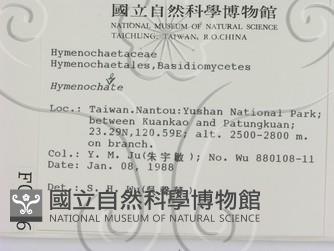 國立自然科學博物館
NATIONAL MUSEUM OF NATURAL SCIENCE
TAICHUNG, TAIWAN, R.O.CHINA
Hymenochaetaceae
Hymenochaetales, Basidiomycetes
Hymenochate
Loc.: Taiwan.Nantou:Yushan National Park;
between Kuankao and Patungkuan;
23.29N,120.59E; alt. 2500-2800 m.
on branch.
Col.: Y. M. Ju(朱宇敏); No. Wu 880108-11
Date: Jan. 08, 1988
Det.: S. H.
國立自然科學博物館
NATIONAL MUSEUM OF NATURAL SCIENCE